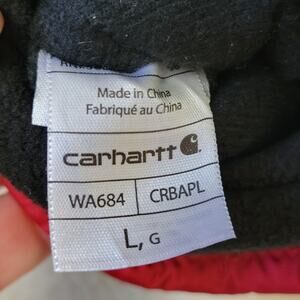 Made in China
Fabriqué au China
carhartt
WA684 CRBAPL
L, G